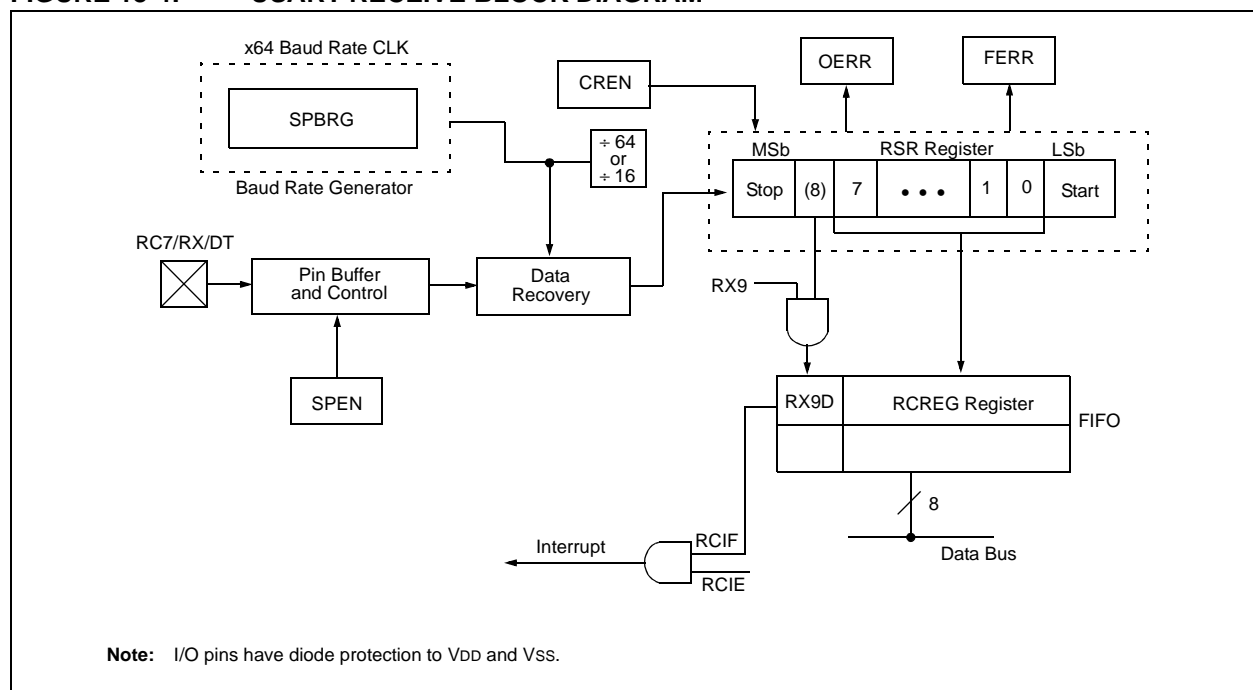 x64 Baud Rate CLK
SPBRG
Baud Rate Generator
CREN
OERR
FERR
÷ 64
or
÷ 16
MSb
RSR Register
LSb
Stop
(8)
7
• • •
1
0
Start
RC7/RX/DT
Pin Buffer
and Control
Data
Recovery
SPEN
RX9
RX9D
RCREG Register
FIFO
8
Data Bus
Interrupt
RCIF
RCIE
Note: I/O pins have diode protection to VDD and VSS.